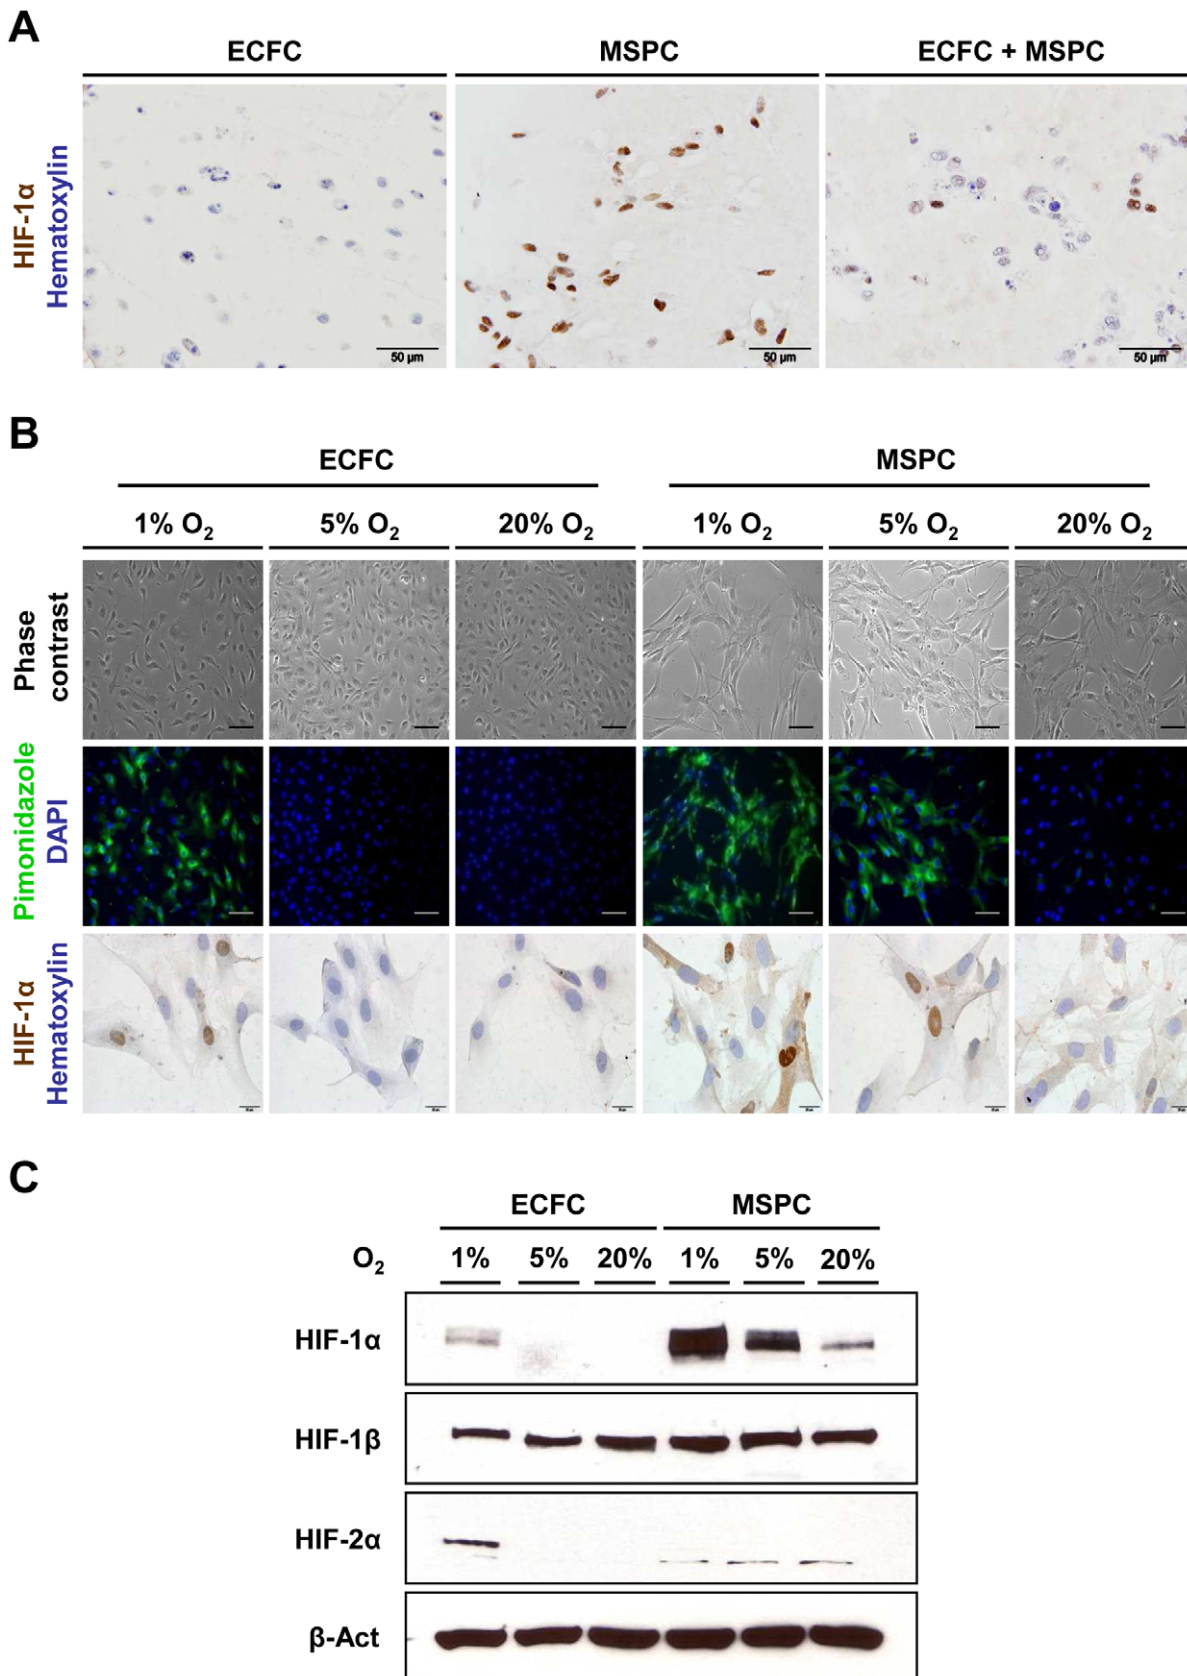 A
ECFC
MSPC
ECFC + MSPC
HIF-1α
Hematoxylin
50 µm
50 µm
50 µm
B
ECFC
MSPC
1% O₂
5% O₂
20% O₂
1% O₂
5% O₂
20% O₂
Phase
contrast
Pimonidazole
DAPI
HIF-1α
Hematoxylin
C
ECFC
MSPC
O₂
1%
5%
20%
1%
5%
20%
HIF-1α
HIF-1β
HIF-2α
β-Act